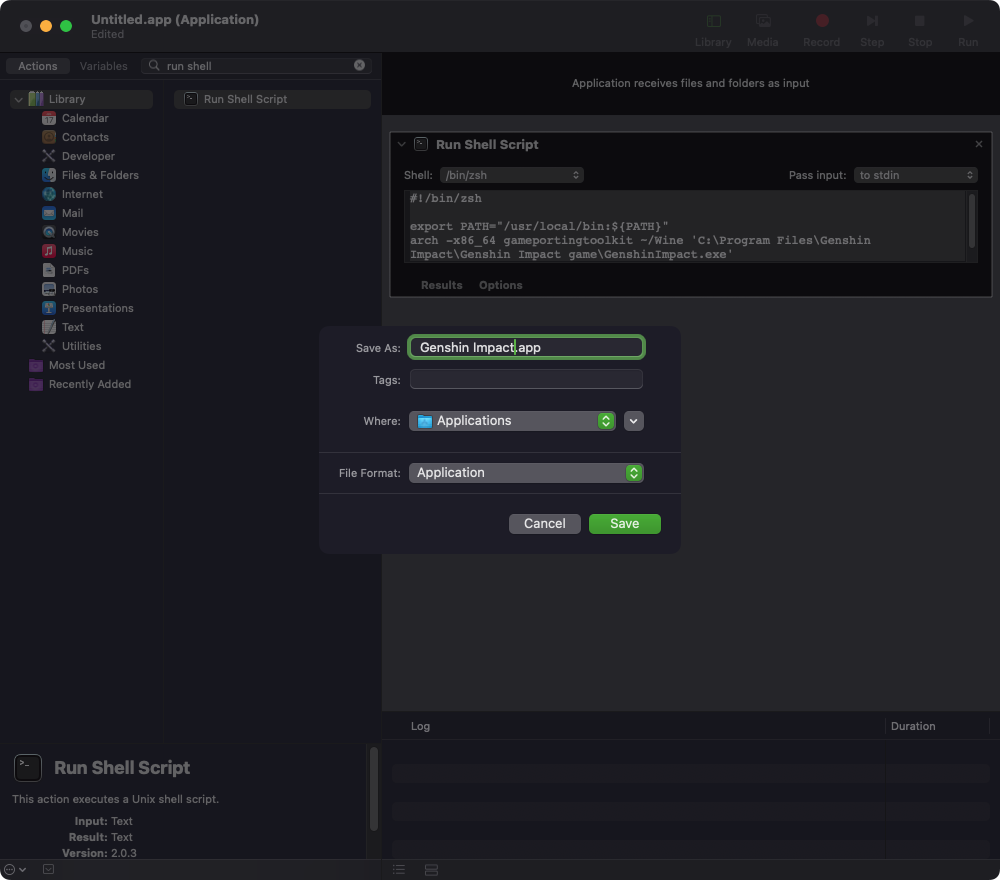 Untitled.app (Application)
Edited
Library
Media
Record
Step
Stop
Run
Actions
Variables
run shell
Application receives files and folders as input
Library
Calendar
Contacts
Developer
Files & Folders
Internet
Mail
Movies
Music
PDFs
Photos
Presentations
Text
Utilities
Most Used
Recently Added
Run Shell Script
Run Shell Script
Shell: /bin/zsh
Pass input: to stdin
#!/bin/zsh
export PATH="/usr/local/bin:${PATH}"
arch -x86_64 gameportingtoolkit ~/Wine 'C:\Program Files\Genshin
Impact\Genshin Impact game\GenshinImpact.exe'
Results Options
Save As: Genshin Impact.app
Tags:
Where: Applications
File Format: Application
Cancel Save
Log Duration
Run Shell Script
This action executes a Unix shell script.
Input: Text
Result: Text
Version: 2.0.3